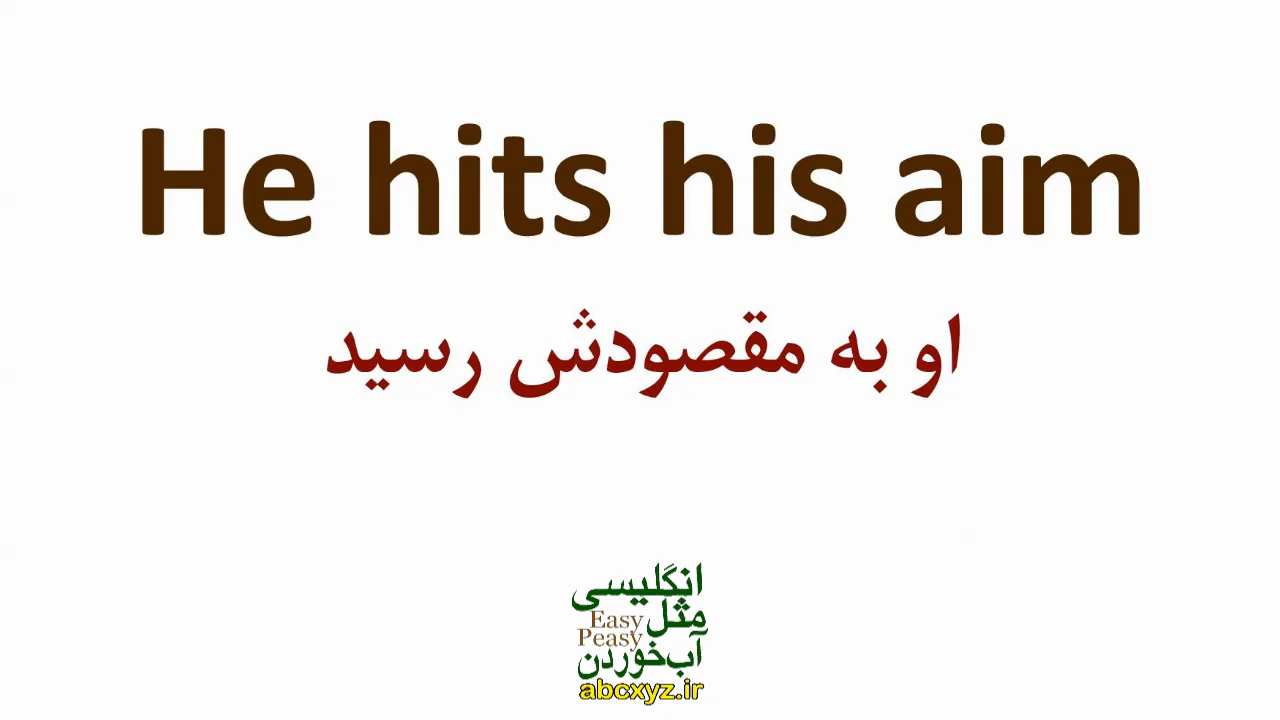 He hits his aim
او به مقصودش رسید
انگلیسی
مثل Easy
Peasy
آب‌خوردن
abcxyz.ir